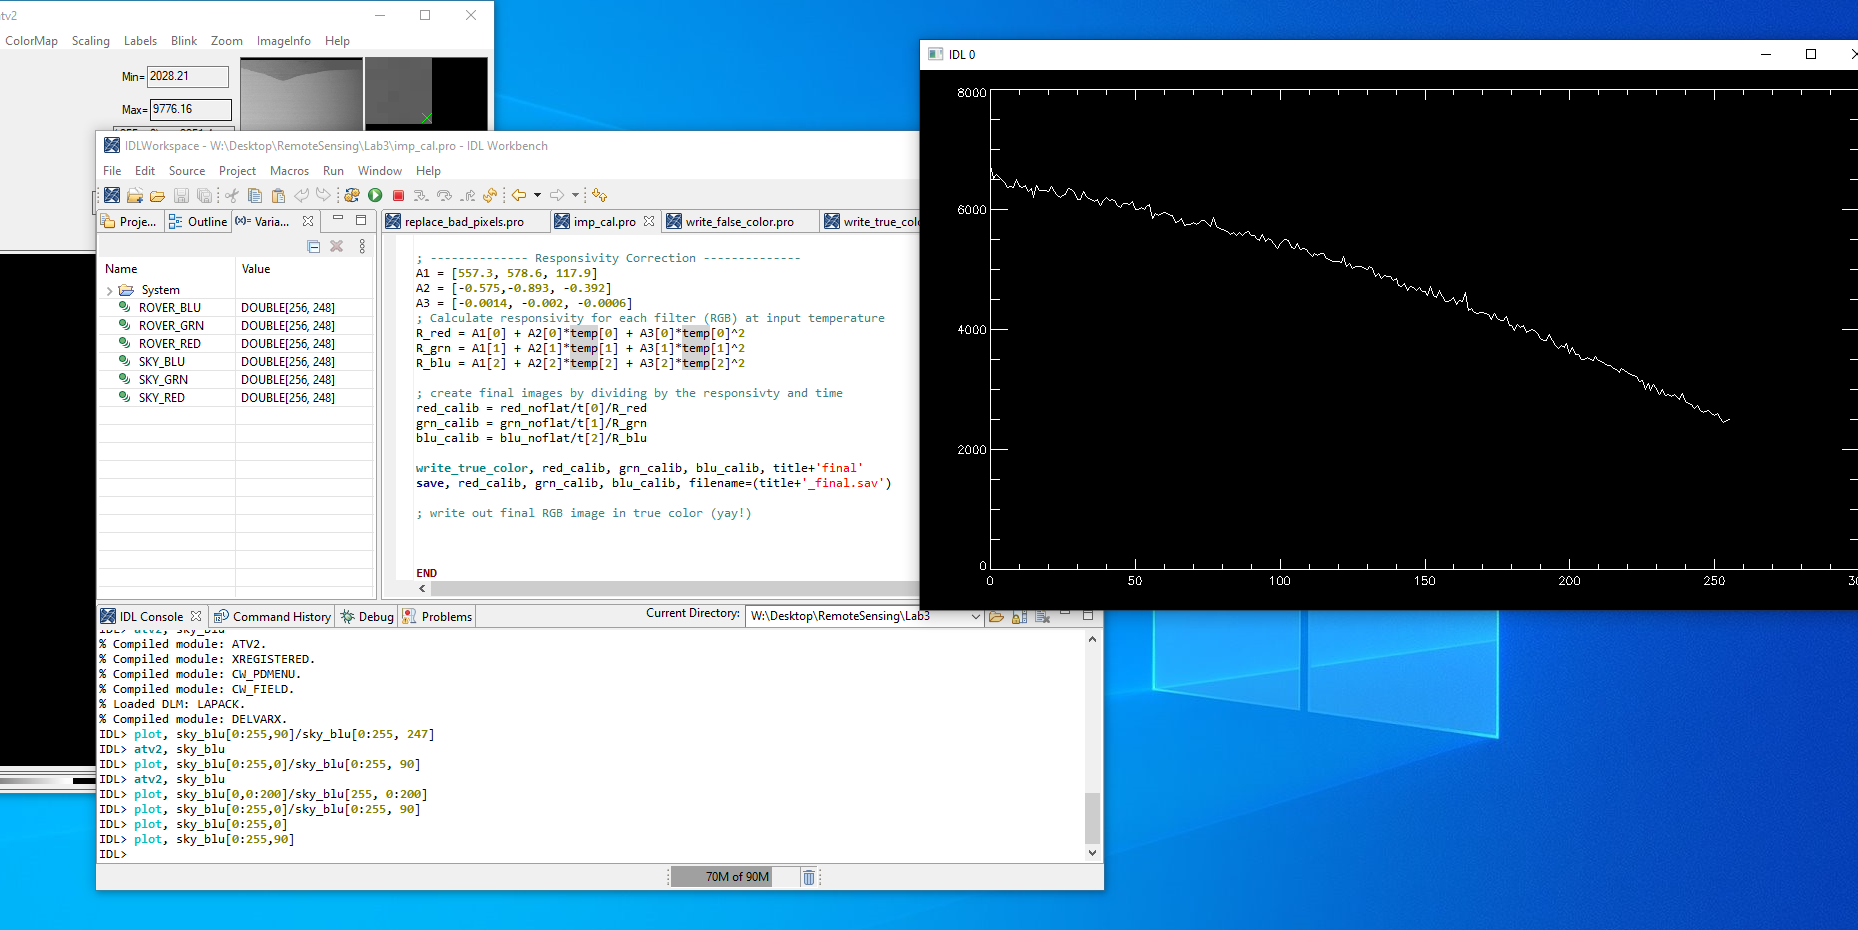 atv2
ColorMap Scaling Labels Blink Zoom ImageInfo Help
Min= 2028.21
Max= 9776.16
IDLWorkspace - W:\Desktop\RemoteSensing\Lab3\imp_cal.pro - IDL Workbench
File Edit Source Project Macros Run Window Help
Proje... Outline Varia...
replace_bad_pixels.pro imp_cal.pro write_false_color.pro write_true_colo
Name Value
System
ROVER_BLU DOUBLE[256, 248]
ROVER_GRN DOUBLE[256, 248]
ROVER_RED DOUBLE[256, 248]
SKY_BLU DOUBLE[256, 248]
SKY_GRN DOUBLE[256, 248]
SKY_RED DOUBLE[256, 248]
; -------------- Responsivity Correction --------------
A1 = [557.3, 578.6, 117.9]
A2 = [-0.575,-0.893, -0.392]
A3 = [-0.0014, -0.002, -0.0006]
; Calculate responsivity for each filter (RGB) at input temperature
R_red = A1[0] + A2[0]*temp[0] + A3[0]*temp[0]^2
R_grn = A1[1] + A2[1]*temp[1] + A3[1]*temp[1]^2
R_blu = A1[2] + A2[2]*temp[2] + A3[2]*temp[2]^2
; create final images by dividing by the responsivty and time
red_calib = red_noflat/t[0]/R_red
grn_calib = grn_noflat/t[1]/R_grn
blu_calib = blu_noflat/t[2]/R_blu
write_true_color, red_calib, grn_calib, blu_calib, title+'final'
save, red_calib, grn_calib, blu_calib, filename=(title+'_final.sav')
; write out final RGB image in true color (yay!)
END
IDL Console Command History Debug Problems
Current Directory: W:\Desktop\RemoteSensing\Lab3
IDL> atv2, sky_blu
% Compiled module: ATV2.
% Compiled module: XREGISTERED.
% Compiled module: CW_PDMENU.
% Compiled module: CW_FIELD.
% Loaded DLM: LAPACK.
% Compiled module: DELVARX.
IDL> plot, sky_blu[0:255,90]/sky_blu[0:255, 247]
IDL> atv2, sky_blu
IDL> plot, sky_blu[0:255,0]/sky_blu[0:255, 90]
IDL> atv2, sky_blu
IDL> plot, sky_blu[0,0:200]/sky_blu[255, 0:200]
IDL> plot, sky_blu[0:255,0]/sky_blu[0:255, 90]
IDL> plot, sky_blu[0:255,0]
IDL> plot, sky_blu[0:255,90]
IDL>
70M of 90M
IDL 0
8000
6000
4000
2000
0
0 50 100 150 200 250 30